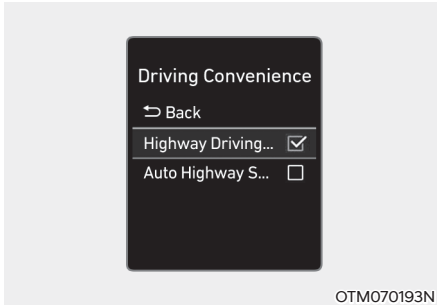 Driving Convenience
Back
Highway Driving...
Auto Highway S...
OTM070193N